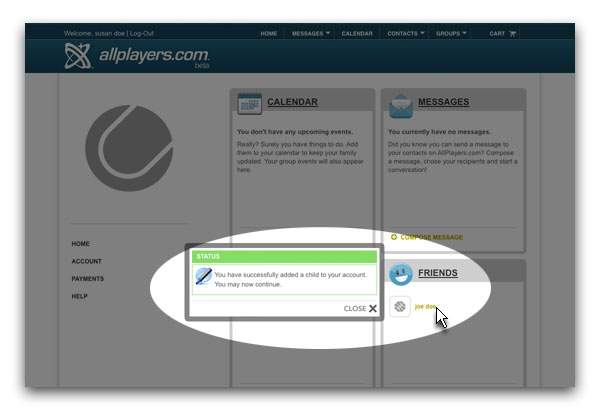 Welcome, susan doe | Log-Out
HOME
MESSAGES
CALENDAR
CONTACTS
GROUPS
CART
allplayers.com
beta
CALENDAR
You don't have any upcoming events.
Really? Surely you have things to do. Add
them to your calendar to keep your family
updated. Your group events will also appear
here.
MESSAGES
You currently have no messages.
Did you know you can send a message to
your contacts on AllPlayers.com? Compose
a message, chose your recipients and start a
conversation!
COMPOSE MESSAGE
HOME
ACCOUNT
PAYMENTS
HELP
STATUS
You have successfully added a child to your account.
You may now continue.
CLOSE
FRIENDS
joe doe